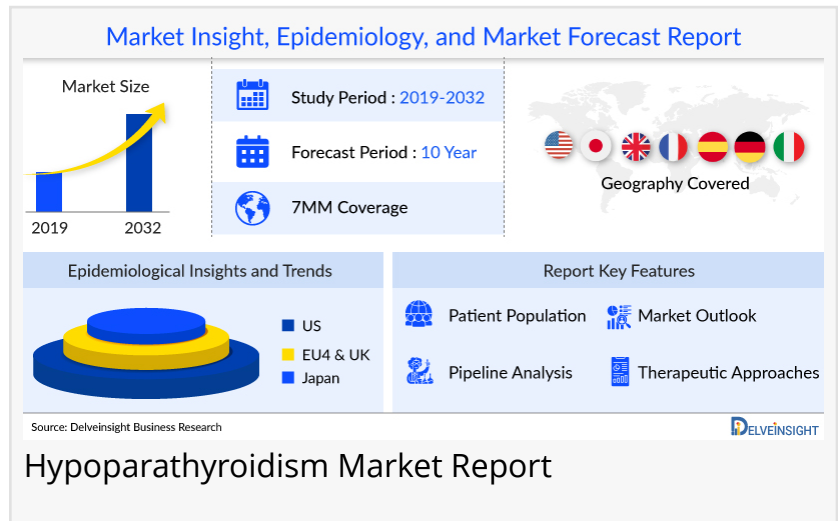 Market Insight, Epidemiology, and Market Forecast Report
Market Size
2019
2032
Study Period : 2019-2032
Forecast Period : 10 Year
7MM Coverage
Geography Covered
Epidemiological Insights and Trends
US
EU4 & UK
Japan
Report Key Features
Patient Population
Market Outlook
Pipeline Analysis
Therapeutic Approaches
Source: Delveinsight Business Research
DELVEINSIGHT
Hypoparathyroidism Market Report